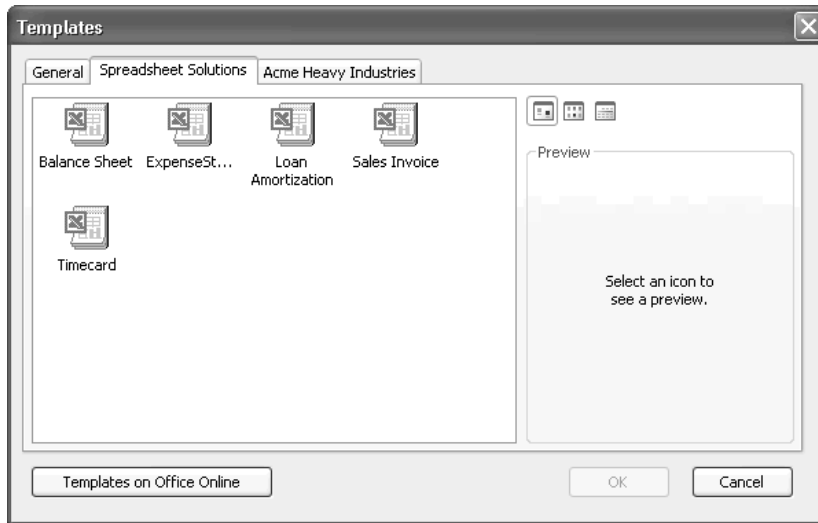 Templates
General Spreadsheet Solutions Acme Heavy Industries
Balance Sheet ExpenseSt... Loan Amortization Sales Invoice
Timecard
Preview
Select an icon to
see a preview.
Templates on Office Online OK Cancel